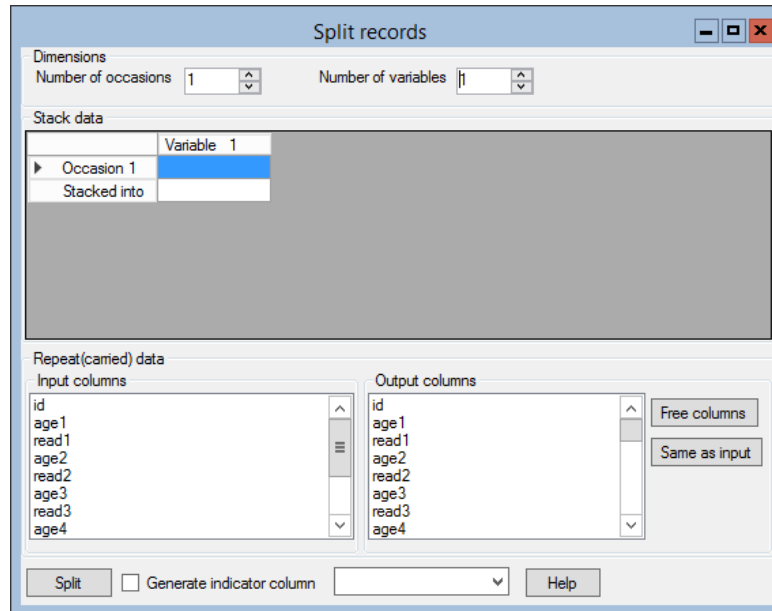 Split records
Dimensions
Number of occasions 1 Number of variables 1
Stack data
Variable 1
Occasion 1
Stacked into
Repeat(carried) data
Input columns
id
age1
read1
age2
read2
age3
read3
age4
Output columns
id
age1
read1
age2
read2
age3
read3
age4
Free columns
Same as input
Split Generate indicator column Help